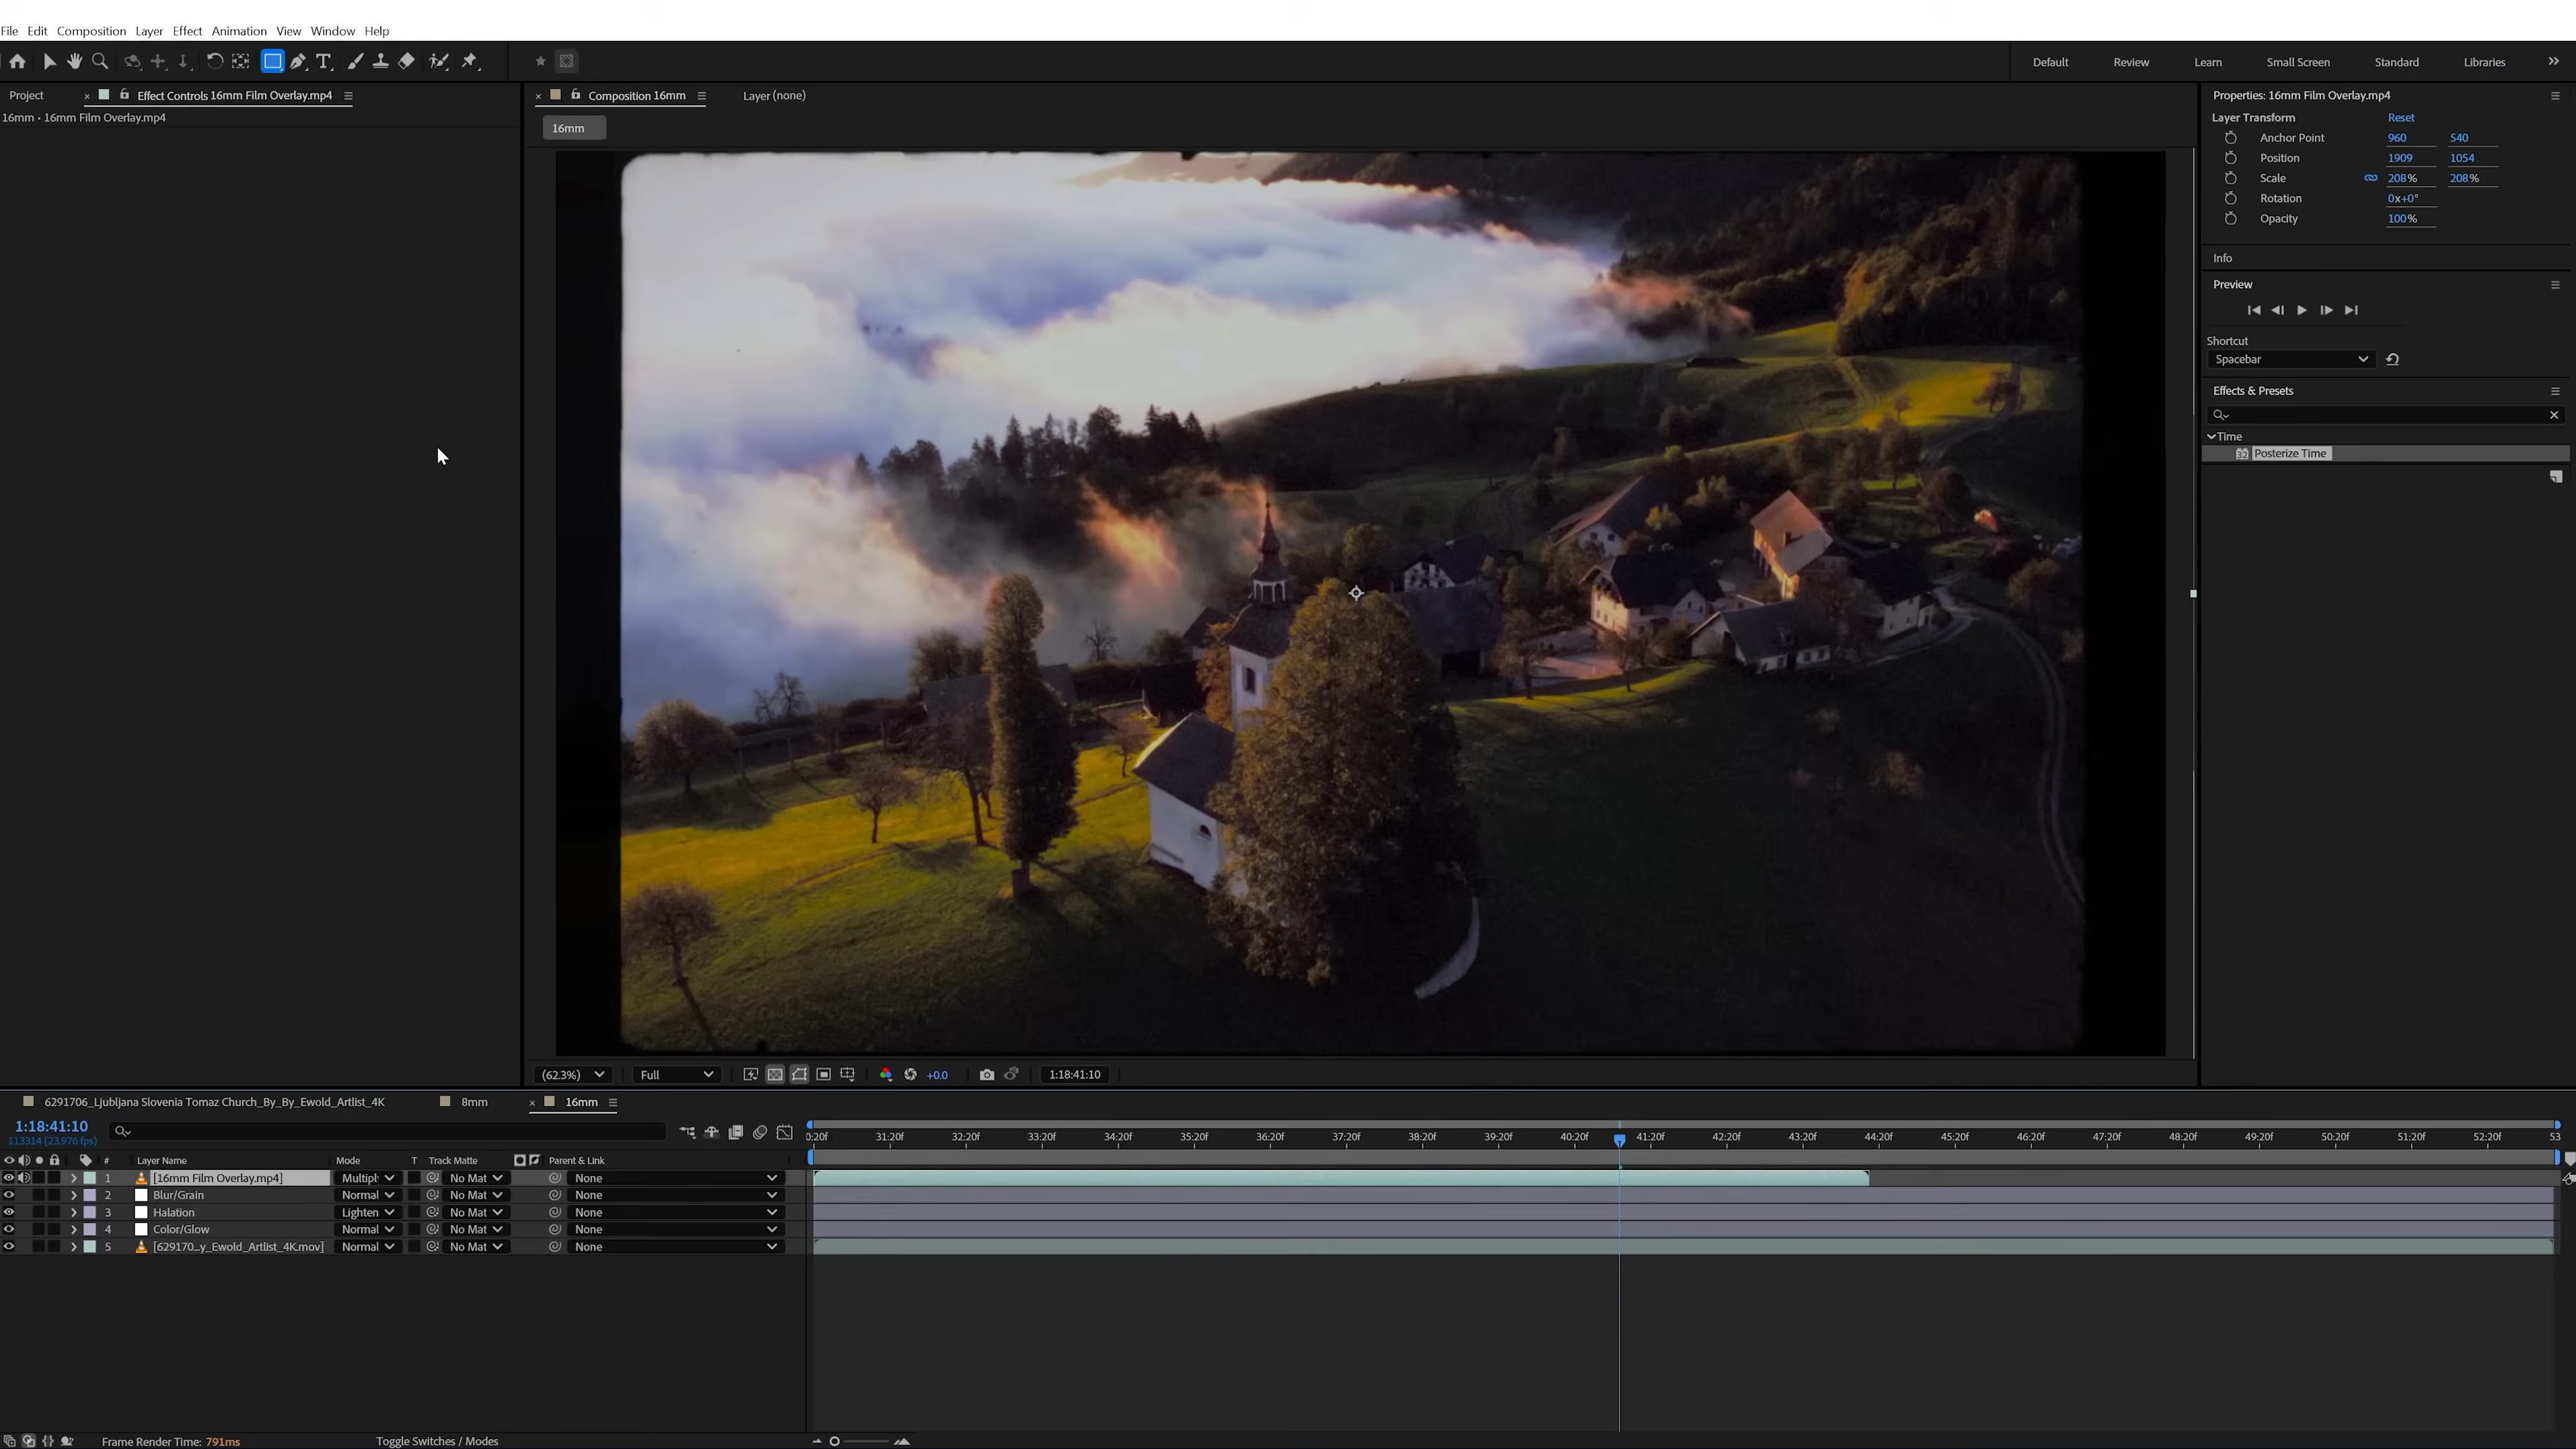 File Edit Composition Layer Effect Animation View Window Help
Default Review Learn Small Screen Standard Libraries
Project Effect Controls 16mm Film Overlay.mp4
16mm • 16mm Film Overlay.mp4
Composition 16mm Layer (none)
16mm
Properties: 16mm Film Overlay.mp4
Layer Transform Reset
Anchor Point 960 540
Position 1909 1054
Scale 208% 208%
Rotation 0x+0°
Opacity 100%
Info
Preview
Shortcut
Spacebar
Effects & Presets
Time
32 Posterize Time
(62.3%) Full +0.0 1:18:41:10
6291706_Ljubljana Slovenia Tomaz Church_By_By_Ewold_Artlist_4K 8mm 16mm
1:18:41:10
113314 (23.976 fps)
0:20f 31:20f 32:20f 33:20f 34:20f 35:20f 36:20f 37:20f 38:20f 39:20f 40:20f 41:20f 42:20f 43:20f 44:20f 45:20f 46:20f 47:20f 48:20f 49:20f 50:20f 51:20f 52:20f 53
# Layer Name Mode T Track Matte Parent & Link
1 [16mm Film Overlay.mp4] Multipl No Mat None
2 Blur/Grain Normal No Mat None
3 Halation Lighten No Mat None
4 Color/Glow Normal No Mat None
5 [629170...y_Ewold_Artlist_4K.mov] Normal No Mat None
Frame Render Time: 791ms Toggle Switches / Modes